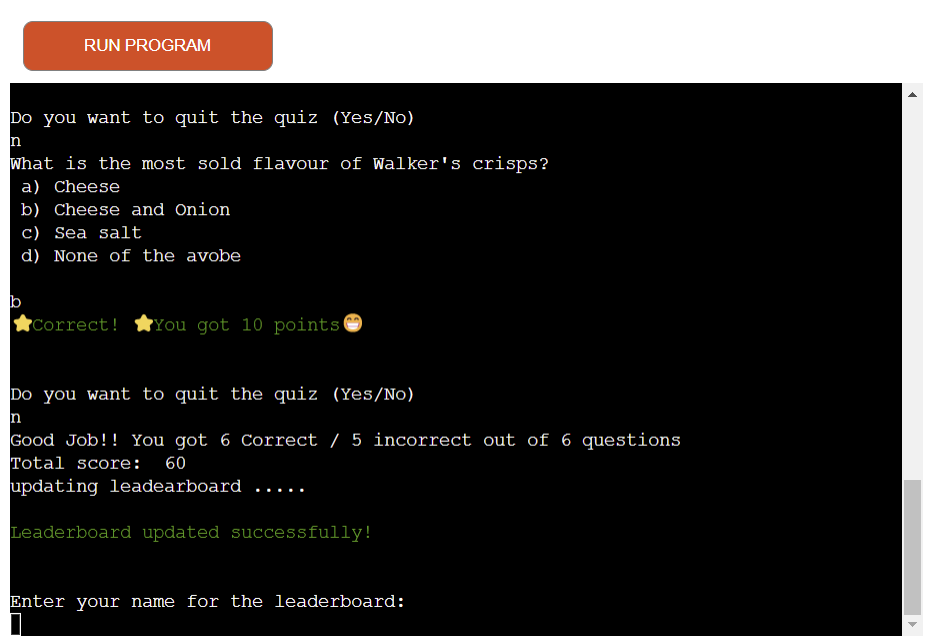 RUN PROGRAM
Do you want to quit the quiz (Yes/No)
n
What is the most sold flavour of Walker's crisps?
a) Cheese
b) Cheese and Onion
c) Sea salt
d) None of the avobe
b
⭐Correct! ⭐You got 10 points😁
Do you want to quit the quiz (Yes/No)
n
Good Job!! You got 6 Correct / 5 incorrect out of 6 questions
Total score:  60
updating leadearboard .....
Leaderboard updated successfully!
Enter your name for the leaderboard: